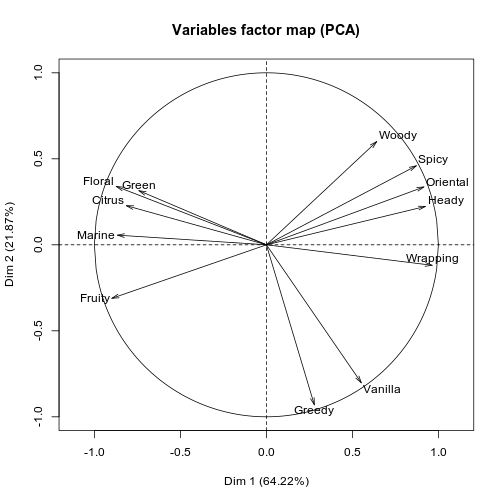 Variables factor map (PCA)
1.0
0.5
0.0
-0.5
-1.0
Dim 2 (21.87%)
Woody
Spicy
Floral
Green
Oriental
Citrus
Heady
Marine
Wrapping
Fruity
Vanilla
Greedy
-1.0 -0.5 0.0 0.5 1.0
Dim 1 (64.22%)